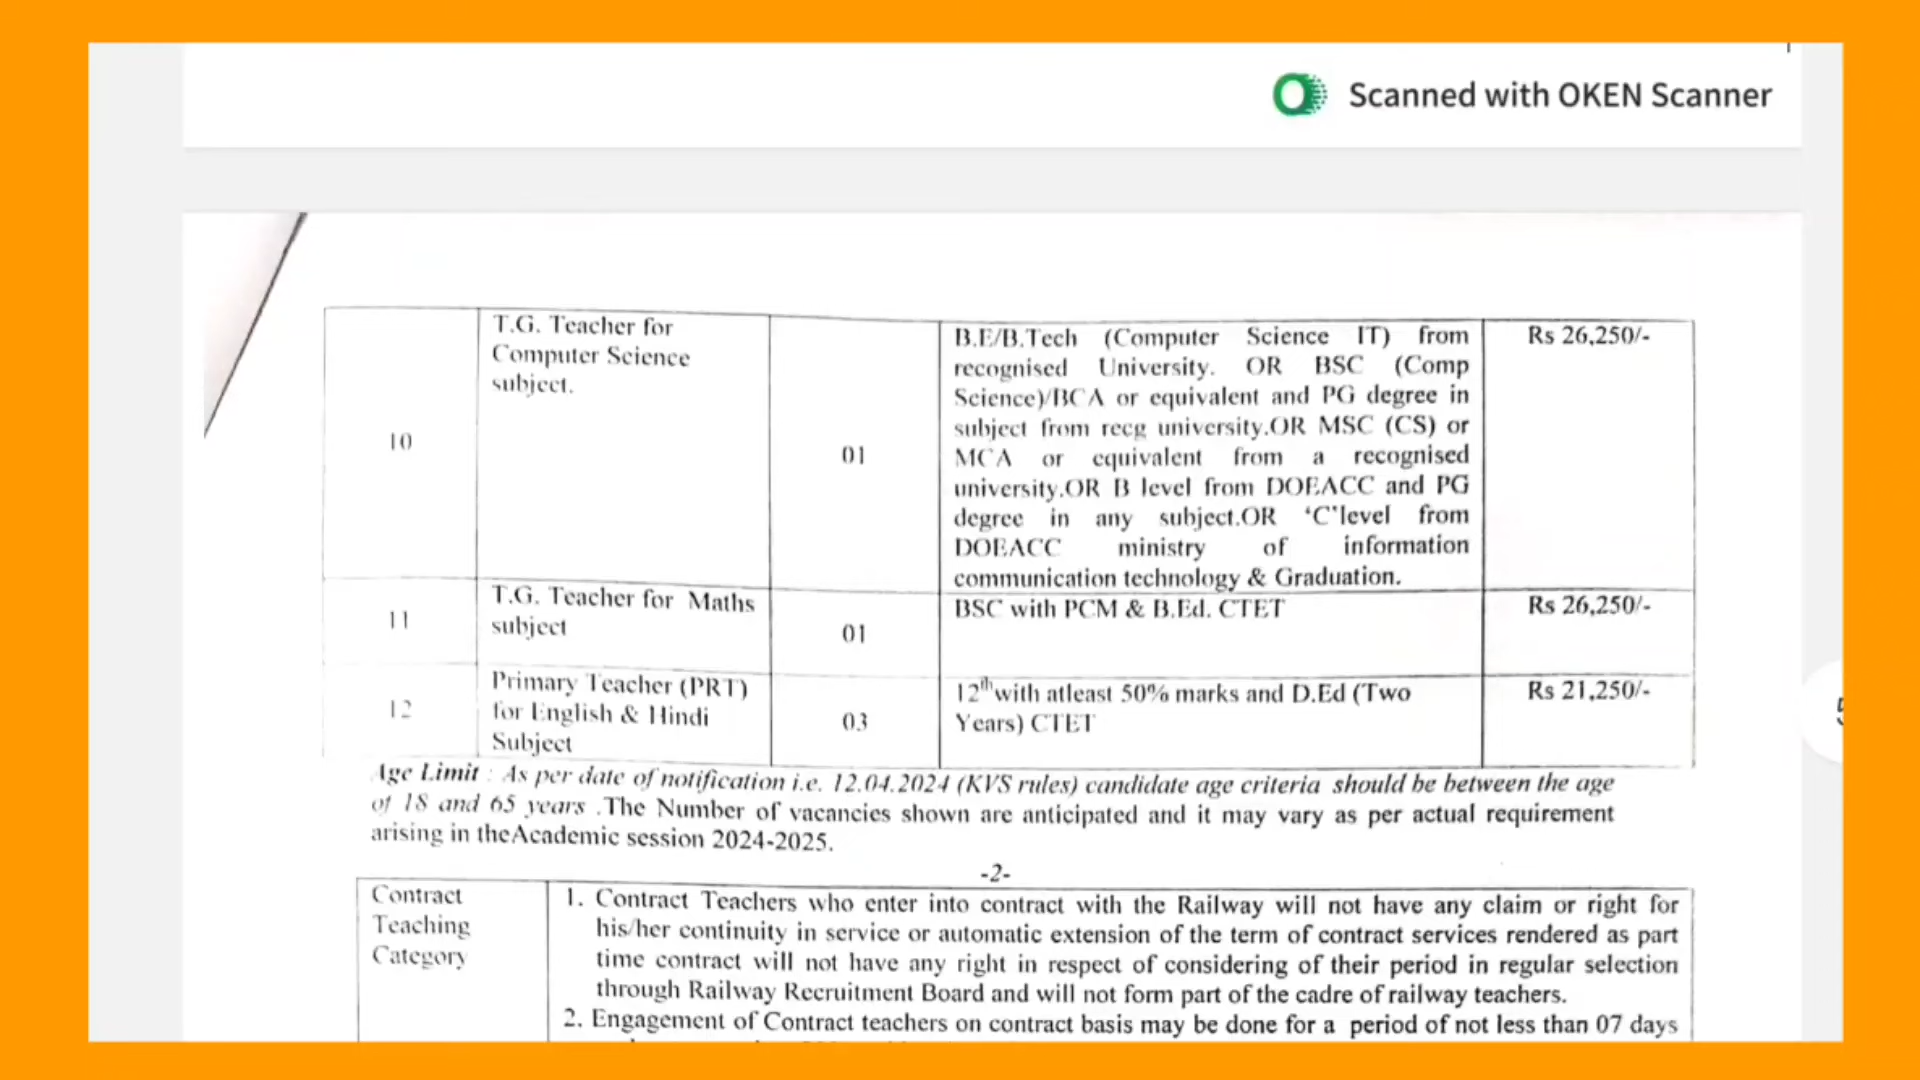 Scanned with OKEN Scanner
10
T.G. Teacher for
Computer Science
subject.
01
B.E/B.Tech (Computer Science IT) from
recognised University. OR BSC (Comp
Science)/BCA or equivalent and PG degree in
subject from recg university.OR MSC (CS) or
MCA or equivalent from a recognised
university.OR B level from DOEACC and PG
degree in any subject.OR 'C'level from
DOEACC ministry of information
communication technology & Graduation.
Rs 26,250/-
11
T.G. Teacher for Maths
subject
01
BSC with PCM & B.Ed. CTET
Rs 26,250/-
12
Primary Teacher (PRT)
for English & Hindi
Subject
03
12th with atleast 50% marks and D.Ed (Two
Years) CTET
Rs 21,250/-
Age Limit : As per date of notification i.e. 12.04.2024 (KVS rules) candidate age criteria should be between the age
of 18 and 65 years .The Number of vacancies shown are anticipated and it may vary as per actual requirement
arising in theAcademic session 2024-2025.
-2-
Contract
Teaching
Category
1. Contract Teachers who enter into contract with the Railway will not have any claim or right for
his/her continuity in service or automatic extension of the term of contract services rendered as part
time contract will not have any right in respect of considering of their period in regular selection
through Railway Recruitment Board and will not form part of the cadre of railway teachers.
2. Engagement of Contract teachers on contract basis may be done for a period of not less than 07 days